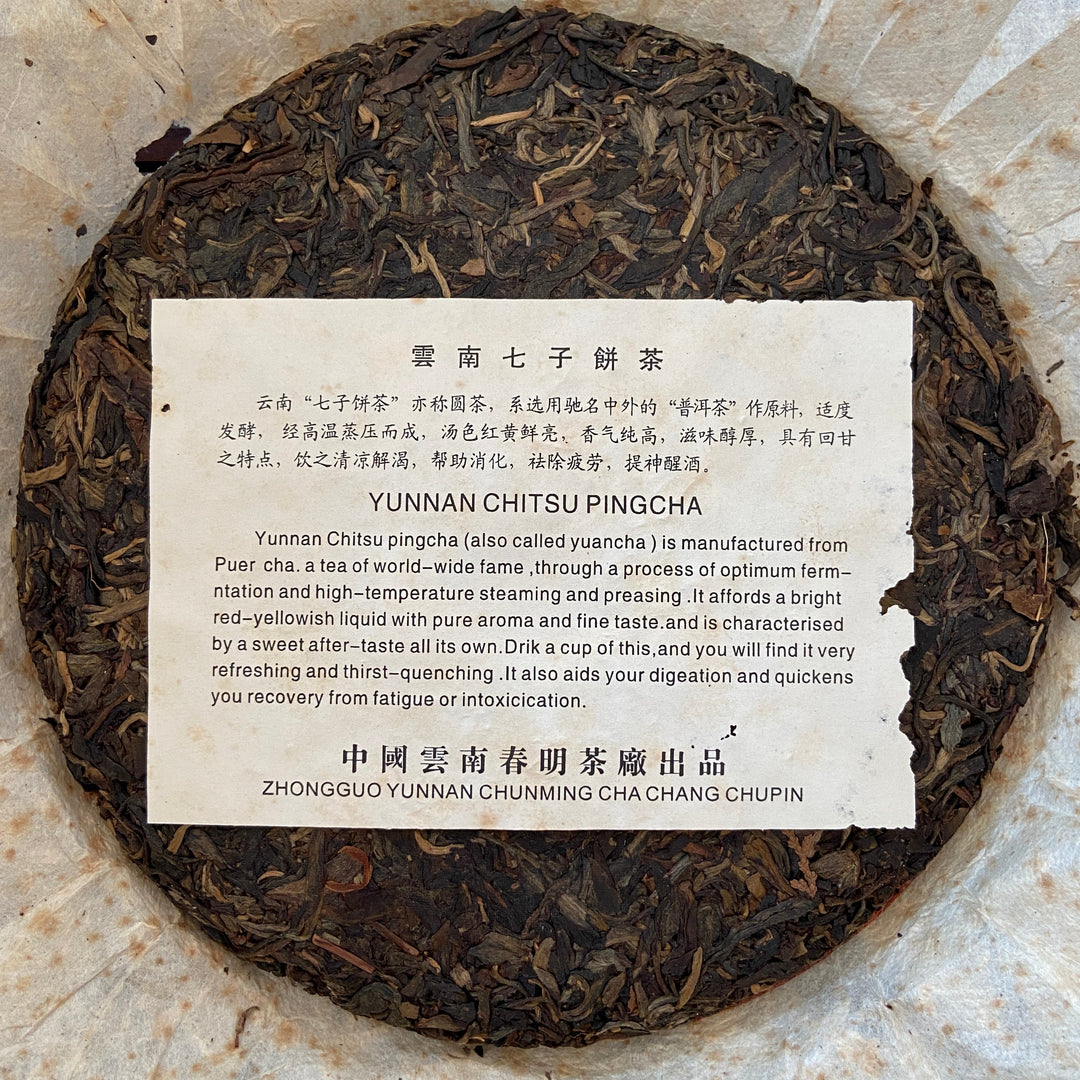 雲南七子餅茶
云南“七子饼茶”亦称圆茶，系选用驰名中外的“普洱茶”作原料，适度
发酵，经高温蒸压而成，汤色红黄鲜亮，香气纯高，滋味醇厚，具有回甘
之特点，饮之清凉解渴，帮助消化，祛除疲劳，提神醒酒。
YUNNAN CHITSU PINGCHA
Yunnan Chitsu pingcha (also called yuancha ) is manufactured from
Puer cha. a tea of world–wide fame ,through a process of optimum ferm–
ntation and high–temperature steaming and preasing .It affords a bright
red–yellowish liquid with pure aroma and fine taste.and is characterised
by a sweet after–taste all its own.Drik a cup of this,and you will find it very
refreshing and thirst–quenching .It also aids your digeation and quickens
you recovery from fatigue or intoxicication.
中國雲南春明茶廠出品
ZHONGGUO YUNNAN CHUNMING CHA CHANG CHUPIN